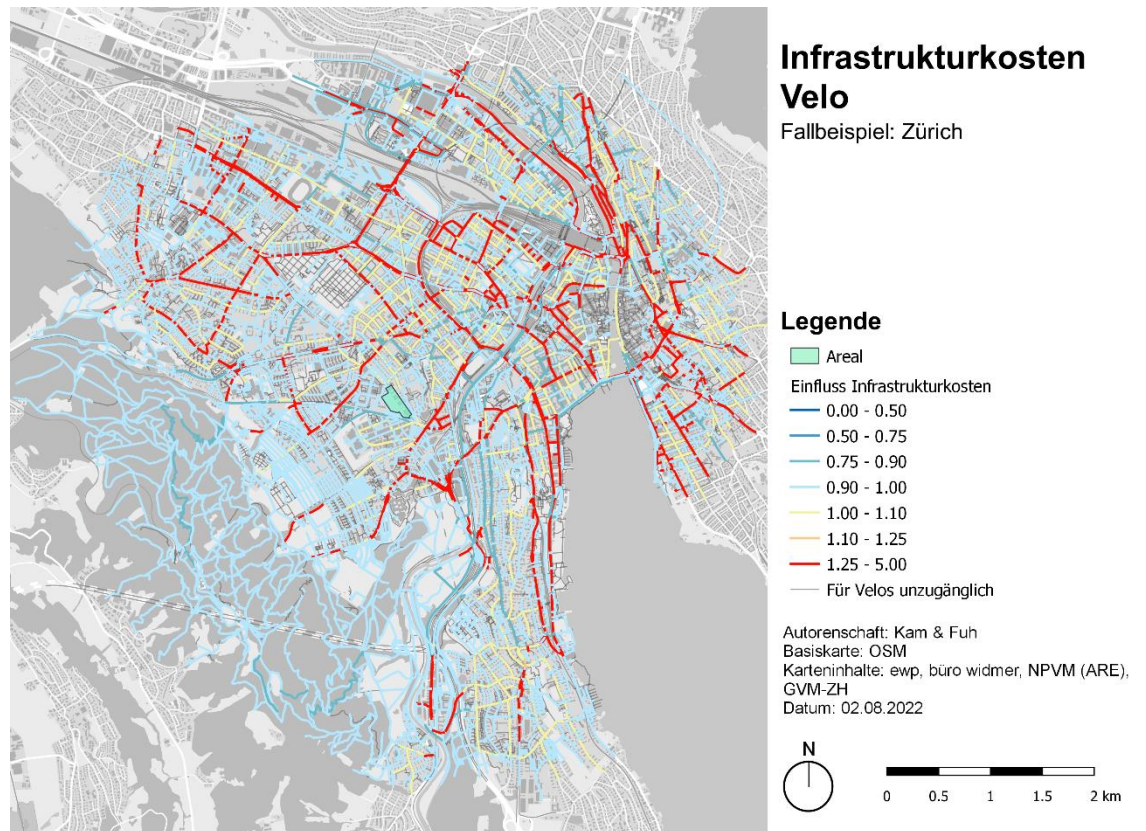 Infrastrukturkosten
Velo
Fallbeispiel: Zürich
Legende
Areal
Einfluss Infrastrukturkosten
0.00 - 0.50
0.50 - 0.75
0.75 - 0.90
0.90 - 1.00
1.00 - 1.10
1.10 - 1.25
1.25 - 5.00
Für Velos unzugänglich
Autorenschaft: Kam & Fuh
Basiskarte: OSM
Karteninhalte: ewp, büro widmer, NPVM (ARE),
GVM-ZH
Datum: 02.08.2022
N
0 0.5 1 1.5 2 km